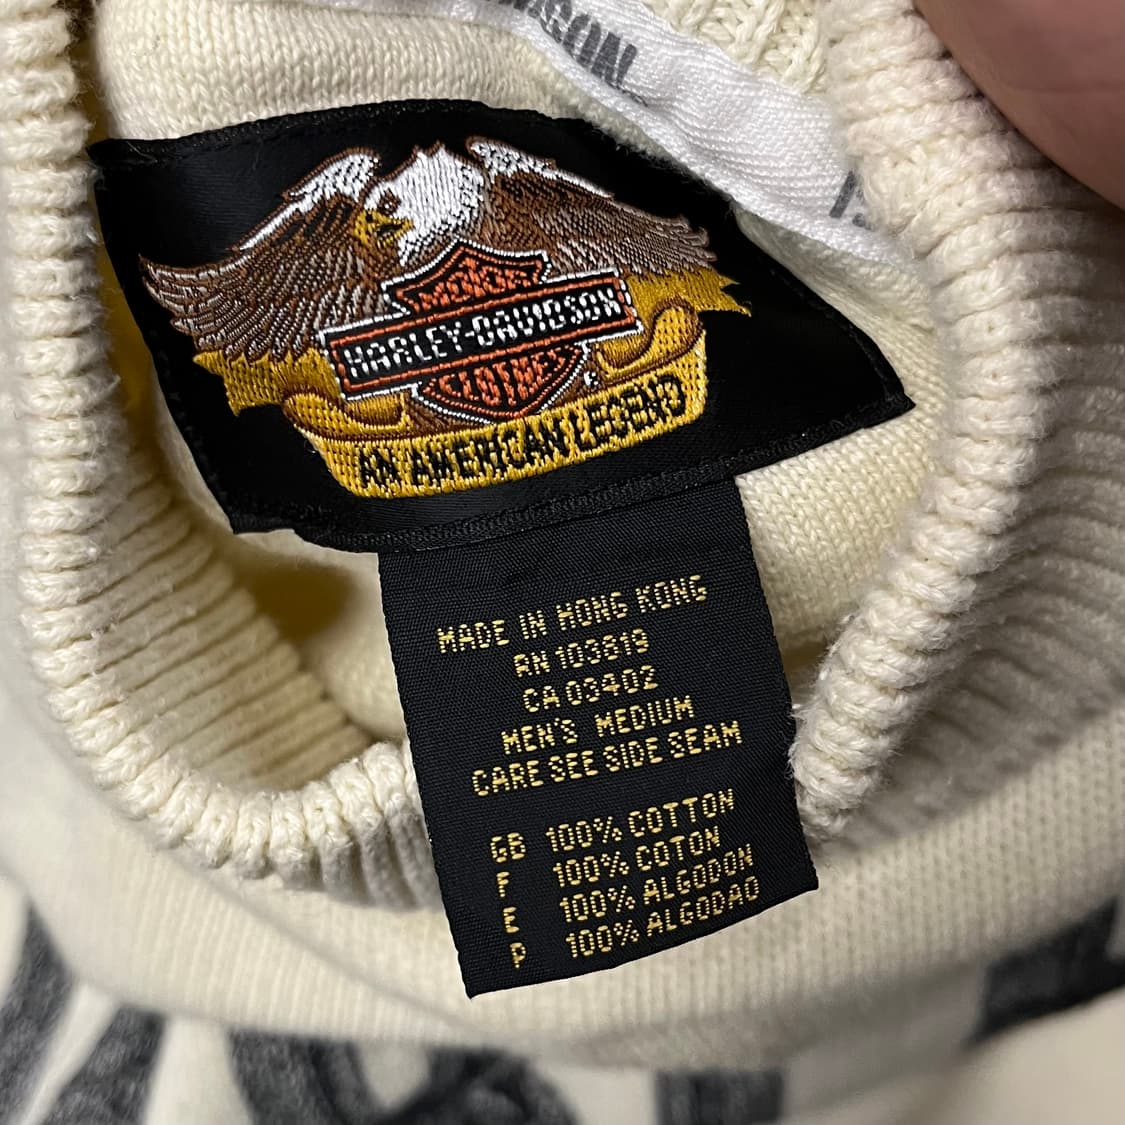 MOTOR
HARLEY-DAVIDSON
CLOTHES
®
AN AMERICAN LEGEND
MADE IN HONG KONG
RN 103819
CA 03402
MEN'S MEDIUM
CARE SEE SIDE SEAM
GB 100% COTTON
F 100% COTON
E 100% ALGODON
P 100% ALGODAO